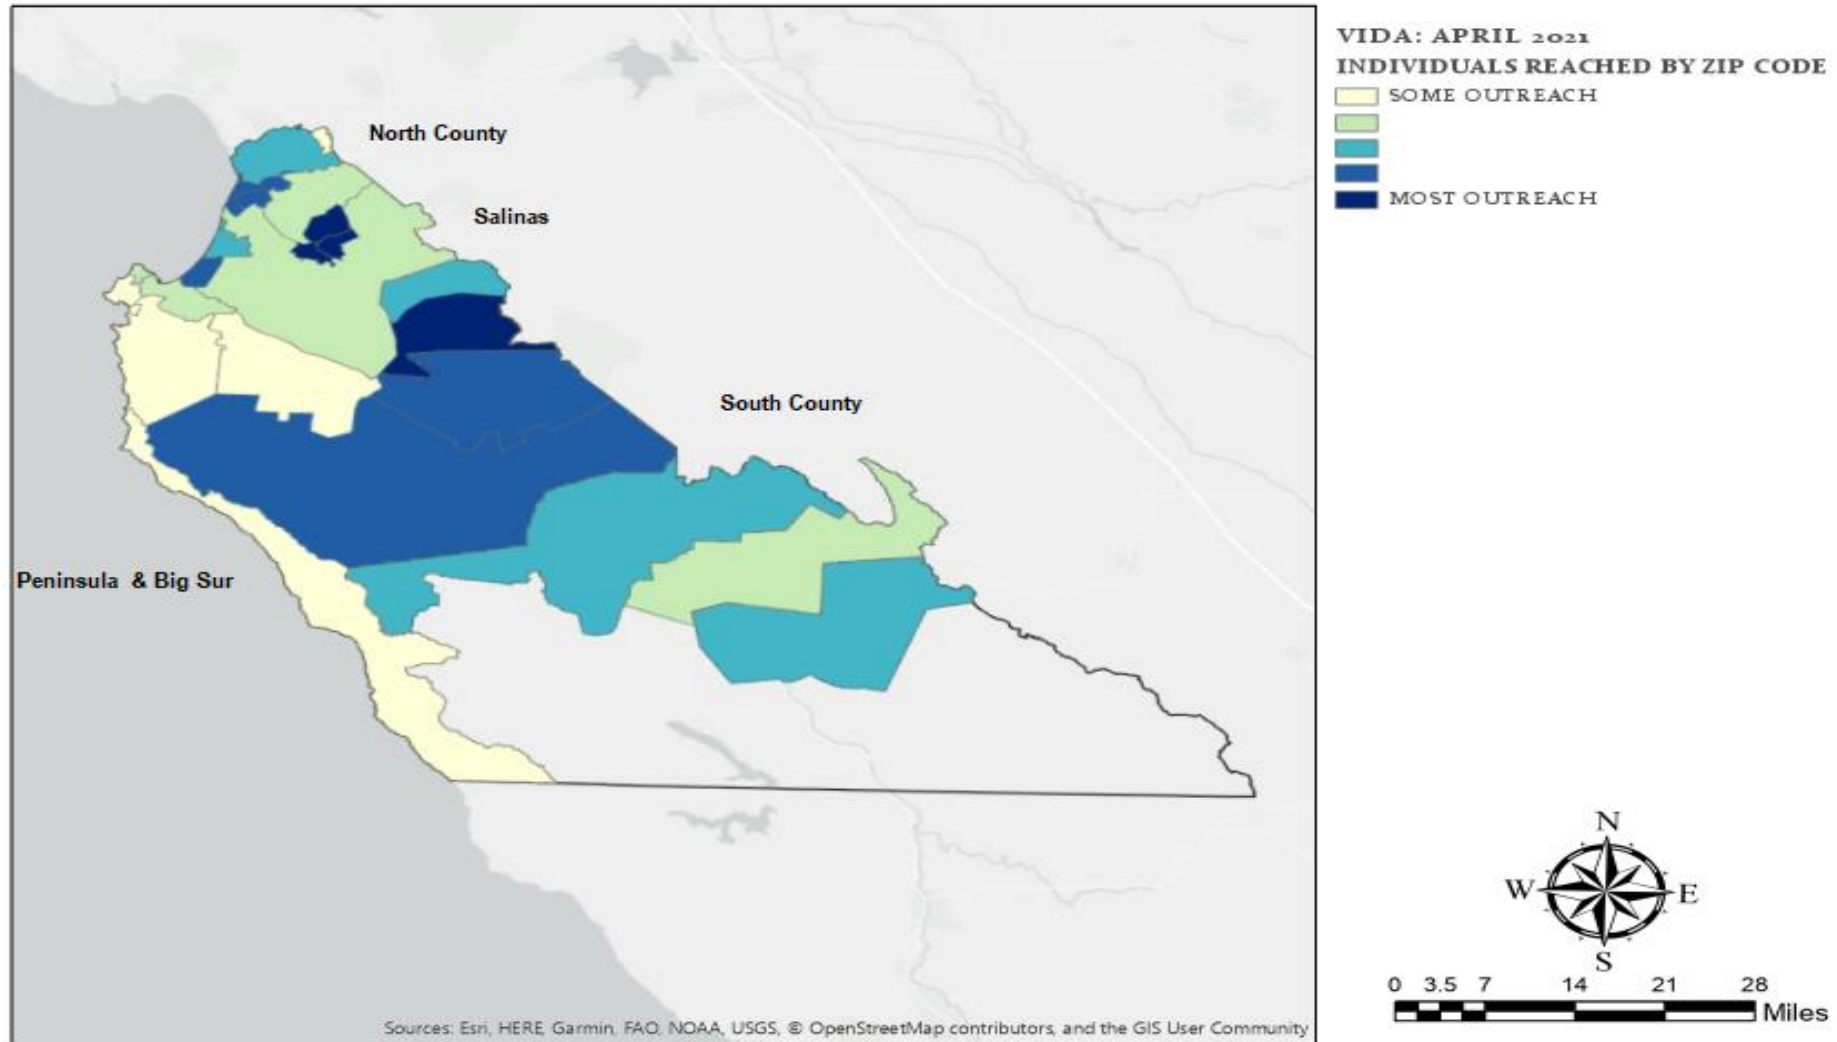 VIDA: APRIL 2021
INDIVIDUALS REACHED BY ZIP CODE
SOME OUTREACH
MOST OUTREACH
North County
Salinas
South County
Peninsula & Big Sur
N
W E
S
0 3.5 7 14 21 28
Miles
Sources: Esri, HERE, Garmin, FAO, NOAA, USGS, © OpenStreetMap contributors, and the GIS User Community